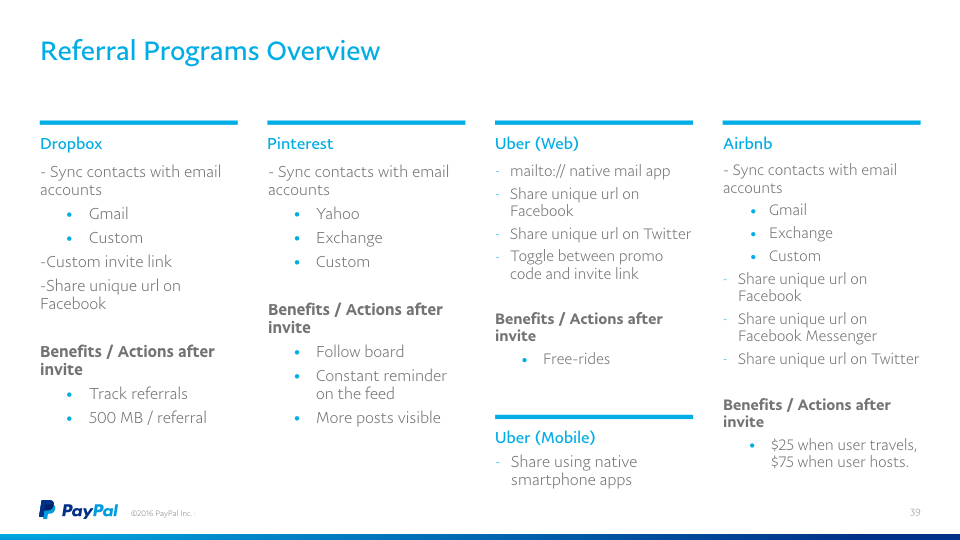 Referral Programs Overview
Dropbox
- Sync contacts with email
accounts
• Gmail
• Custom
-Custom invite link
-Share unique url on
Facebook
Benefits / Actions after
invite
• Track referrals
• 500 MB / referral
Pinterest
- Sync contacts with email
accounts
• Yahoo
• Exchange
• Custom
Benefits / Actions after
invite
• Follow board
• Constant reminder
on the feed
• More posts visible
Uber (Web)
- mailto:// native mail app
- Share unique url on
Facebook
- Share unique url on Twitter
- Toggle between promo
code and invite link
Benefits / Actions after
invite
• Free-rides
Uber (Mobile)
- Share using native
smartphone apps
Airbnb
- Sync contacts with email
accounts
• Gmail
• Exchange
• Custom
- Share unique url on
Facebook
- Share unique url on
Facebook Messenger
- Share unique url on Twitter
Benefits / Actions after
invite
• $25 when user travels,
$75 when user hosts.
PayPal
©2016 PayPal Inc.
39